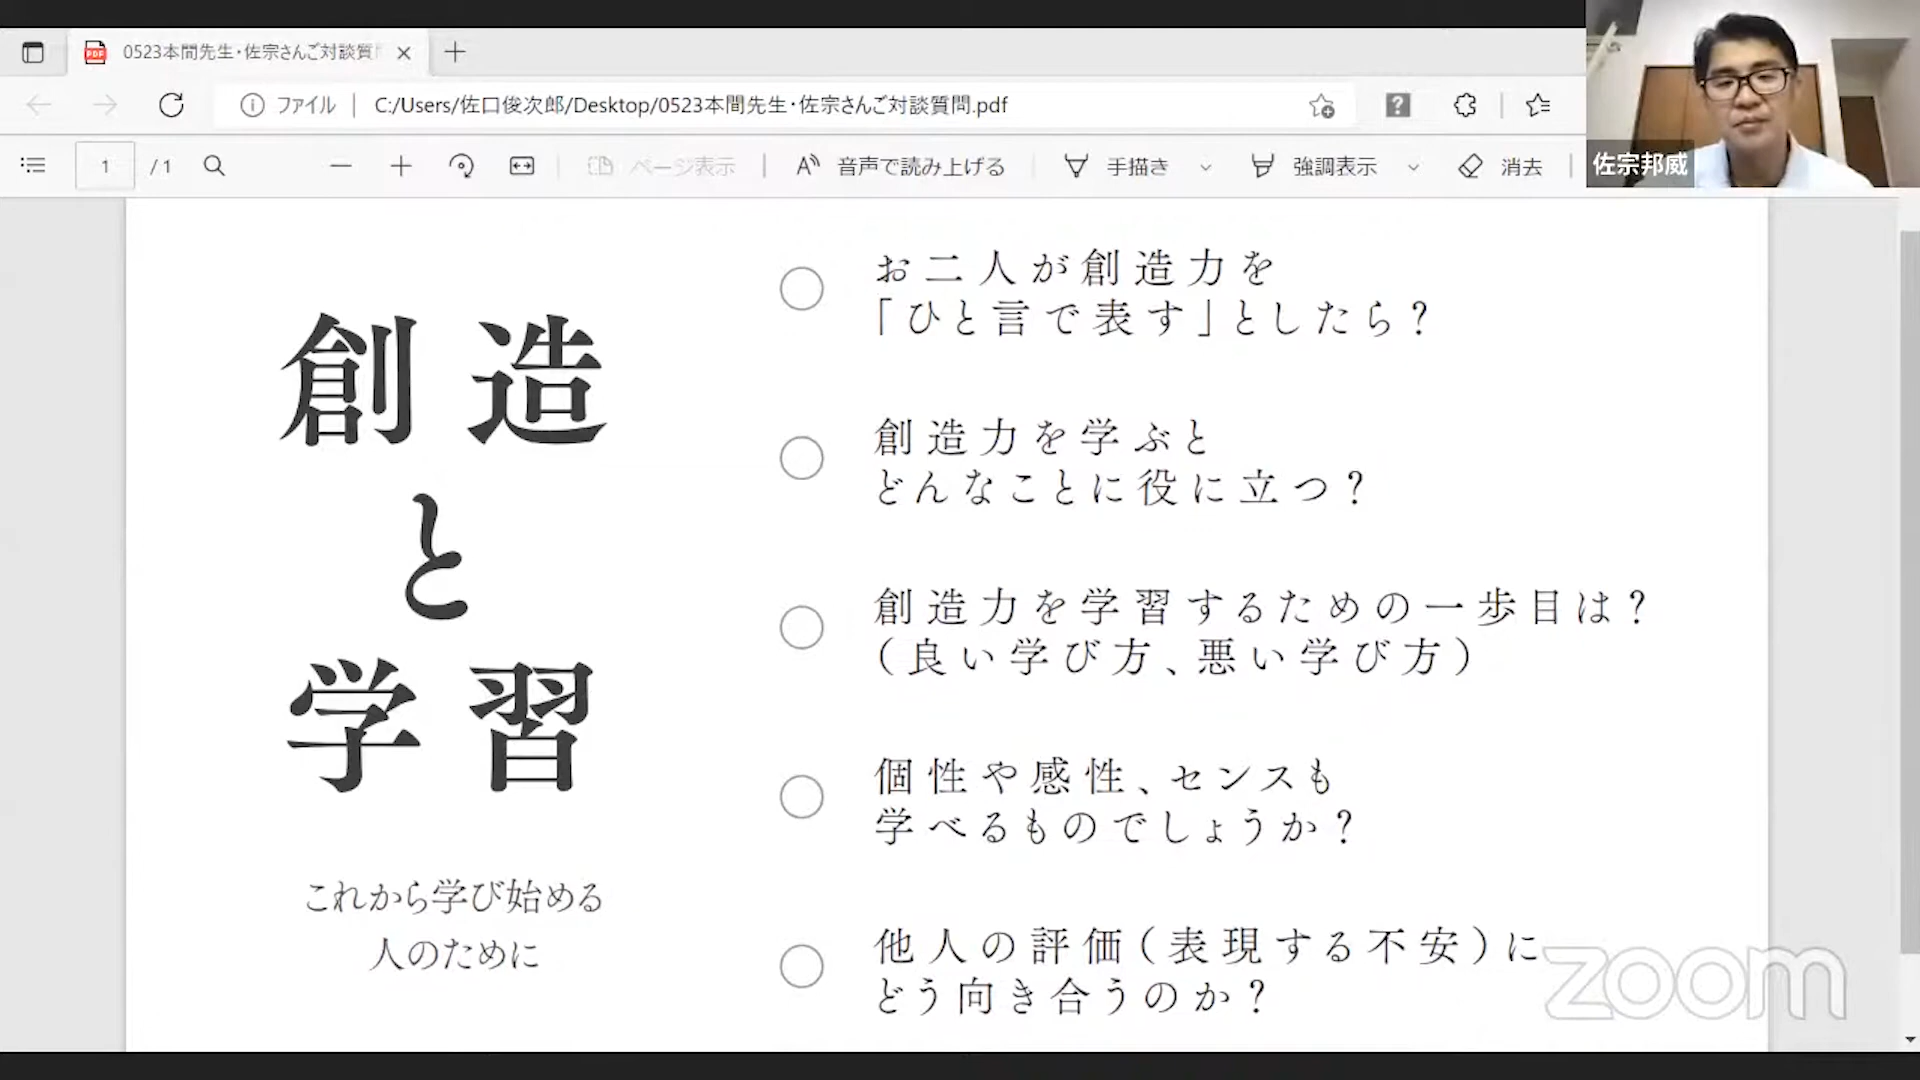 0523本間先生・佐宗さんご対談質
ファイル
C:/Users/佐口俊次郎/Desktop/0523本間先生・佐宗さんご対談質問.pdf
1
/ 1
ページ表示
音声で読み上げる
手描き
強調表示
消去
佐宗邦威
創造
と
学習
これから学び始める
人のために
お二人が創造力を
「ひと言で表す」としたら？
創造力を学ぶと
どんなことに役に立つ？
創造力を学習するための一歩目は？
（良い学び方、悪い学び方）
個性や感性、センスも
学べるものでしょうか？
他人の評価（表現する不安）に
どう向き合うのか？
zoom